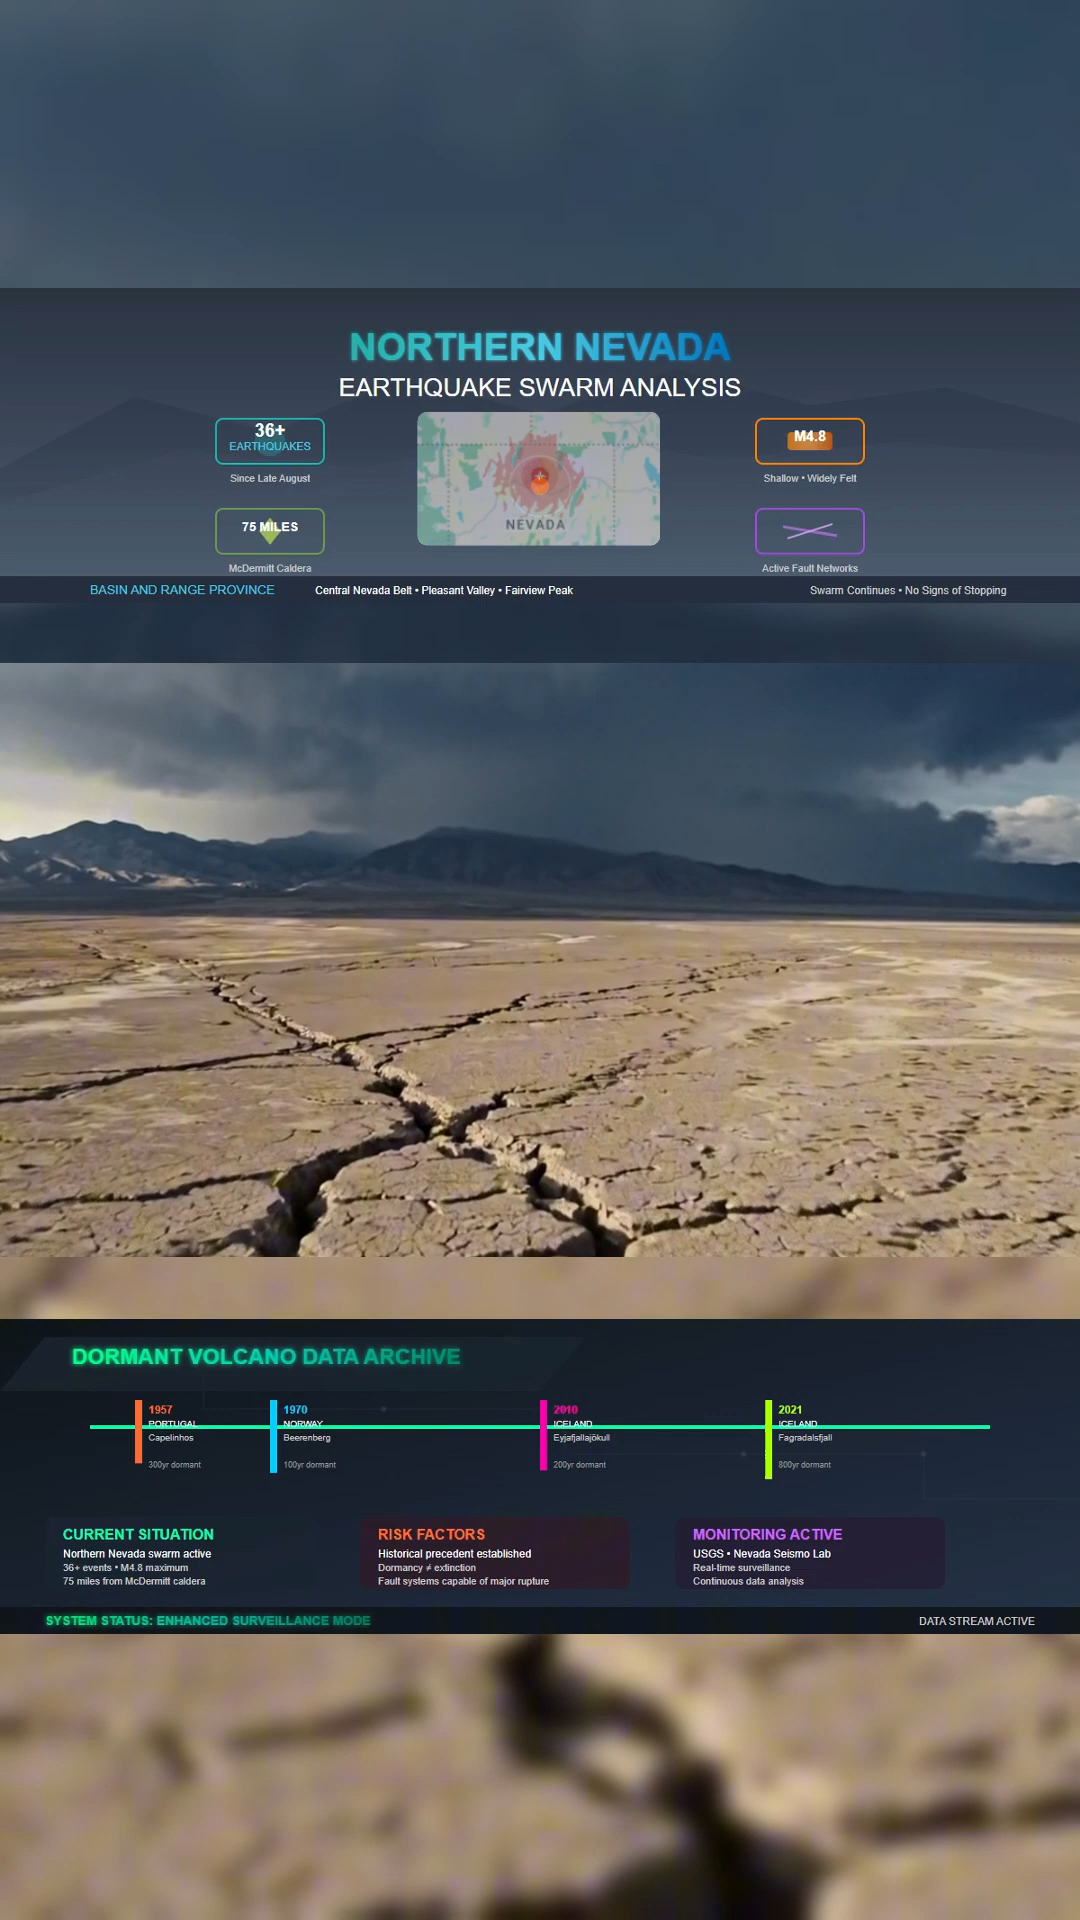 NORTHERN NEVADA
EARTHQUAKE SWARM ANALYSIS
36+
EARTHQUAKES
Since Late August
M4.8
Shallow • Widely Felt
NEVADA
75 MILES
McDermitt Caldera
Active Fault Networks
BASIN AND RANGE PROVINCE
Central Nevada Belt • Pleasant Valley • Fairview Peak
Swarm Continues • No Signs of Stopping
DORMANT VOLCANO DATA ARCHIVE
1957
PORTUGAL
Capelinhos
300yr dormant
1970
NORWAY
Beerenberg
100yr dormant
2010
ICELAND
Eyjafjallajökull
200yr dormant
2021
ICELAND
Fagradalsfjall
800yr dormant
CURRENT SITUATION
Northern Nevada swarm active
36+ events • M4.8 maximum
75 miles from McDermitt caldera
RISK FACTORS
Historical precedent established
Dormancy ≠ extinction
Fault systems capable of major rupture
MONITORING ACTIVE
USGS • Nevada Seismo Lab
Real-time surveillance
Continuous data analysis
SYSTEM STATUS: ENHANCED SURVEILLANCE MODE
DATA STREAM ACTIVE